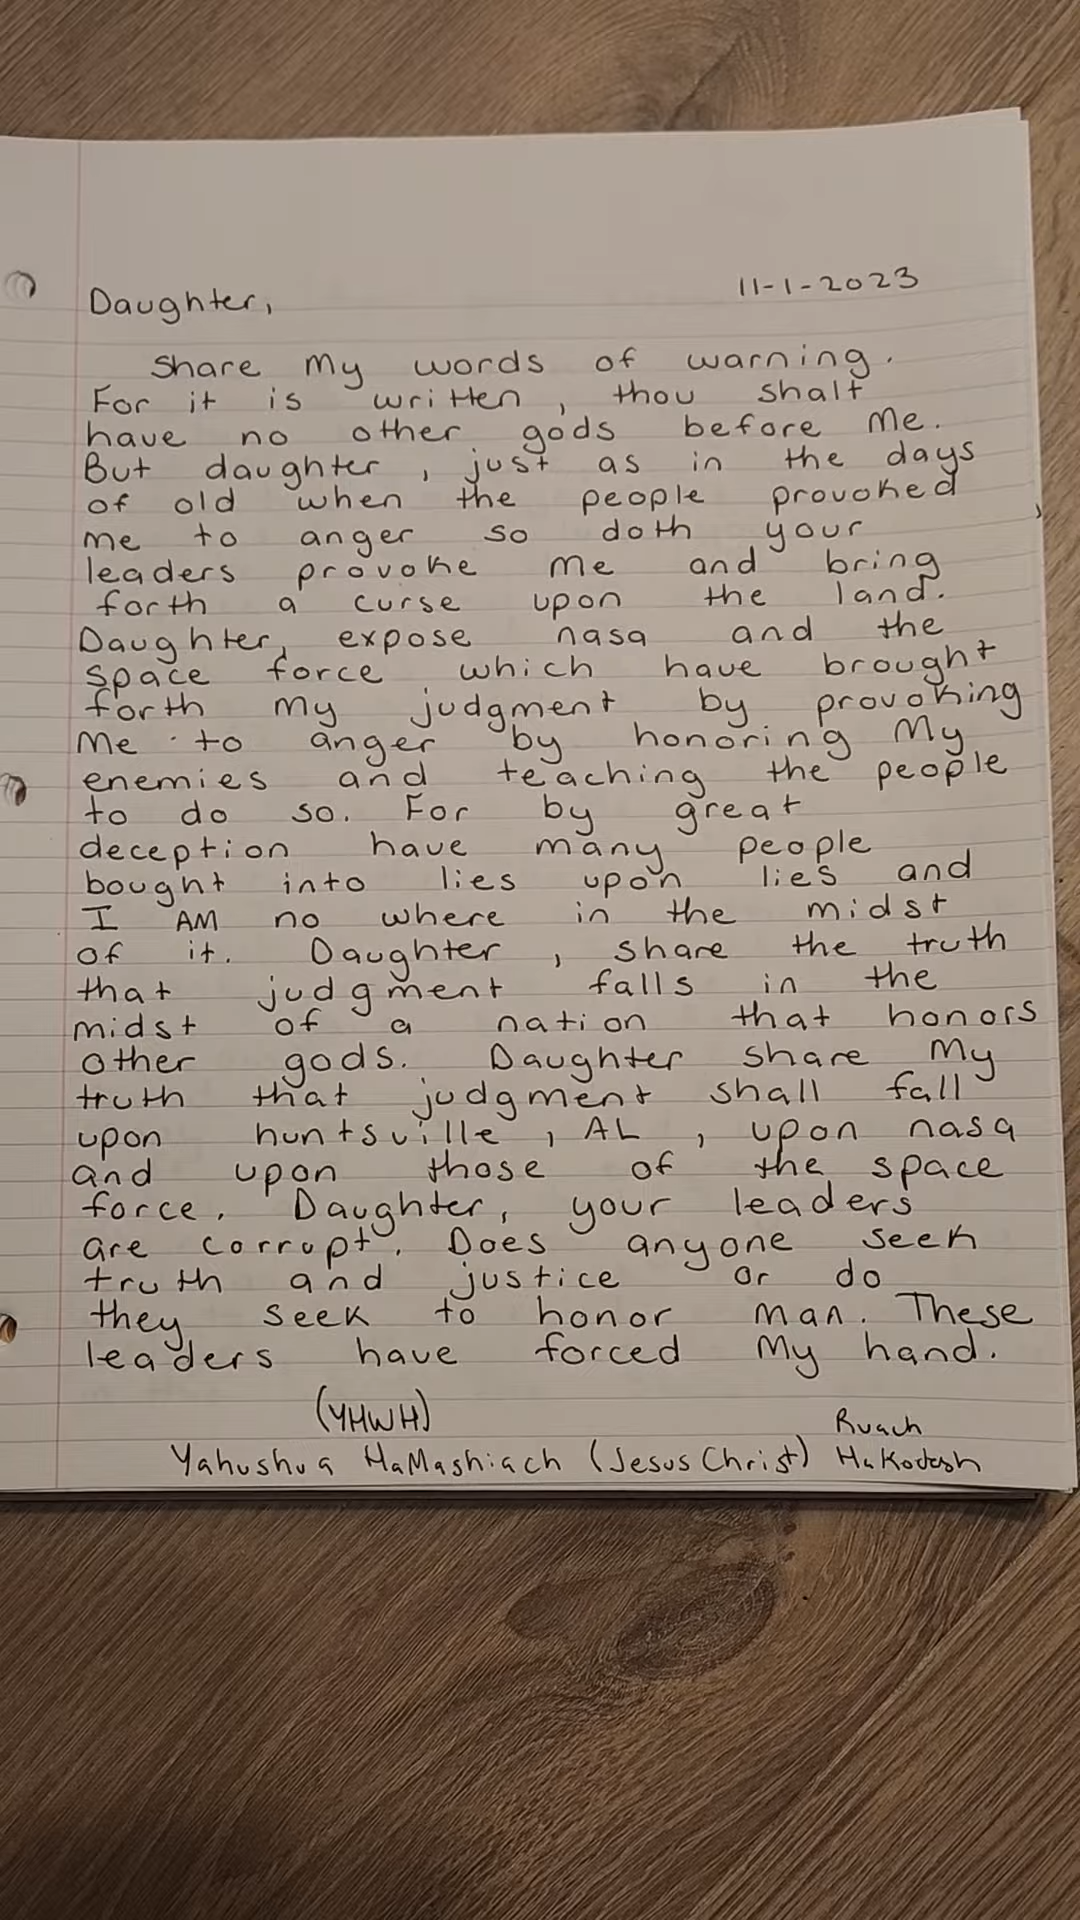 11-1-2023
Daughter,
Share My words of warning.
For it is written, thou shalt
have no other gods before Me.
But daughter, just as in the days
of old when the people provoked
me to anger so doth your
leaders provoke Me and bring
forth a curse upon the land.
Daughter, expose nasa and the
space force which have brought
forth my judgment by provoking
Me to anger by honoring My
enemies and teaching the people
to do so. For by great
deception have many people
bought into lies upon lies and
I AM no where in the midst
of it. Daughter, share the truth
that judgment falls in the
midst of a nation that honors
other gods. Daughter share My
truth that judgment shall fall
upon huntsville, AL, upon nasa
and upon those of the space
force. Daughter, your leaders
are corrupt. Does anyone seek
truth and justice or do
they seek to honor man. These
leaders have forced My hand.
(YHWH)
Yahushua HaMashiach (Jesus Christ) Ruach HaKodesh